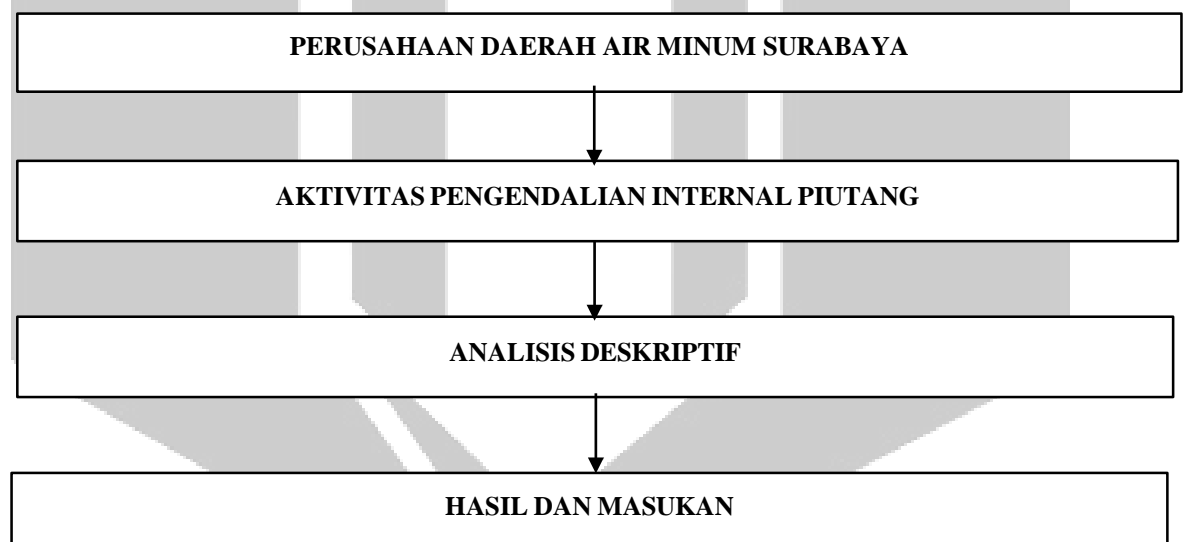 PERUSAHAAN DAERAH AIR MINUM SURABAYA
AKTIVITAS PENGENDALIAN INTERNAL PIUTANG
ANALISIS DESKRIPTIF
HASIL DAN MASUKAN